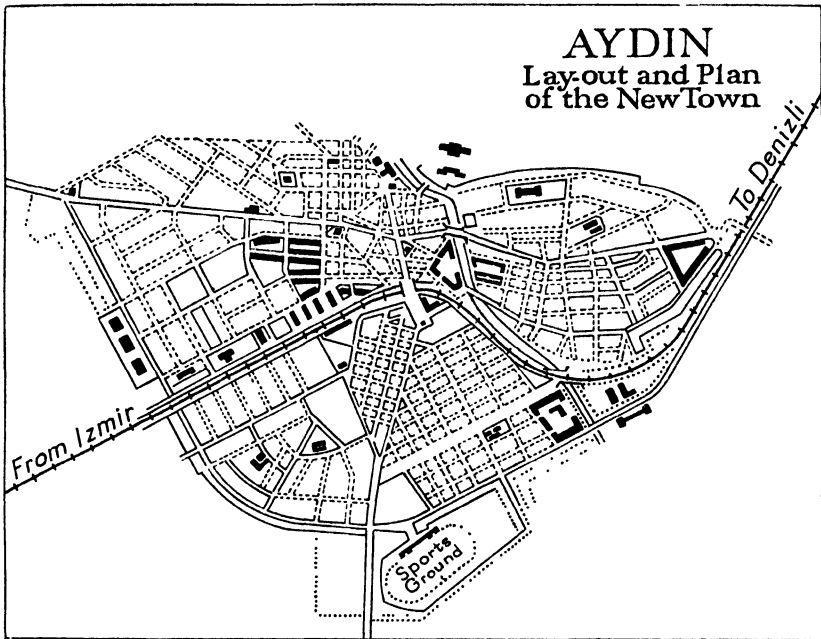 AYDIN
Lay-out and Plan
of the New Town
To Denizli
From Izmir
Sports
Ground